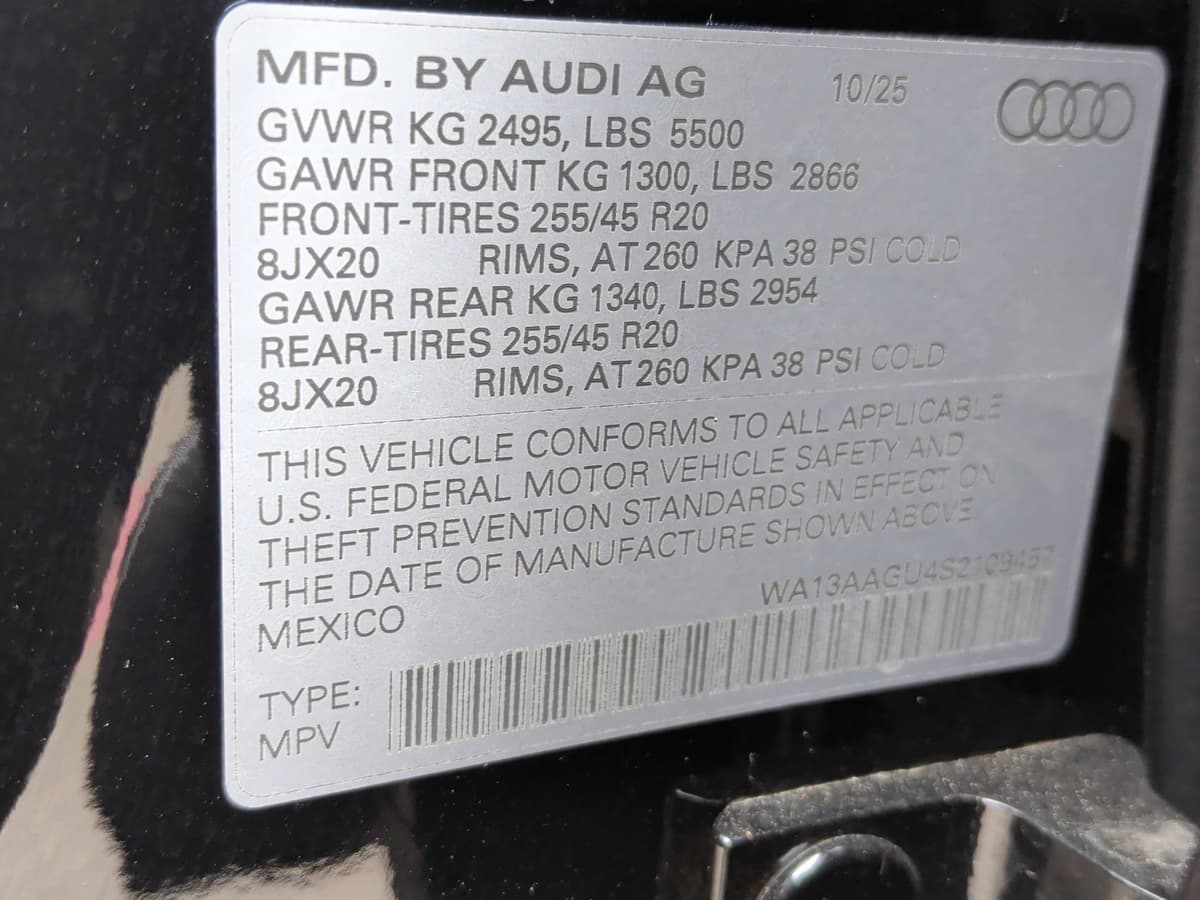 MFD. BY AUDI AG 10/25
GVWR KG 2495, LBS 5500
GAWR FRONT KG 1300, LBS 2866
FRONT-TIRES 255/45 R20
8JX20 RIMS, AT 260 KPA 38 PSI COLD
GAWR REAR KG 1340, LBS 2954
REAR-TIRES 255/45 R20
8JX20 RIMS, AT 260 KPA 38 PSI COLD
THIS VEHICLE CONFORMS TO ALL APPLICABLE
U.S. FEDERAL MOTOR VEHICLE SAFETY AND
THEFT PREVENTION STANDARDS IN EFFECT ON
THE DATE OF MANUFACTURE SHOWN ABOVE
MEXICO WA13AAGU4S2109457
TYPE:
MPV